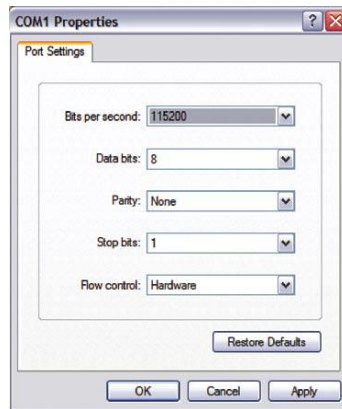 COM1 Properties
Port Settings
Bits per second: 115200
Data bits: 8
Parity: None
Stop bits: 1
Flow control: Hardware
Restore Defaults
OK Cancel Apply